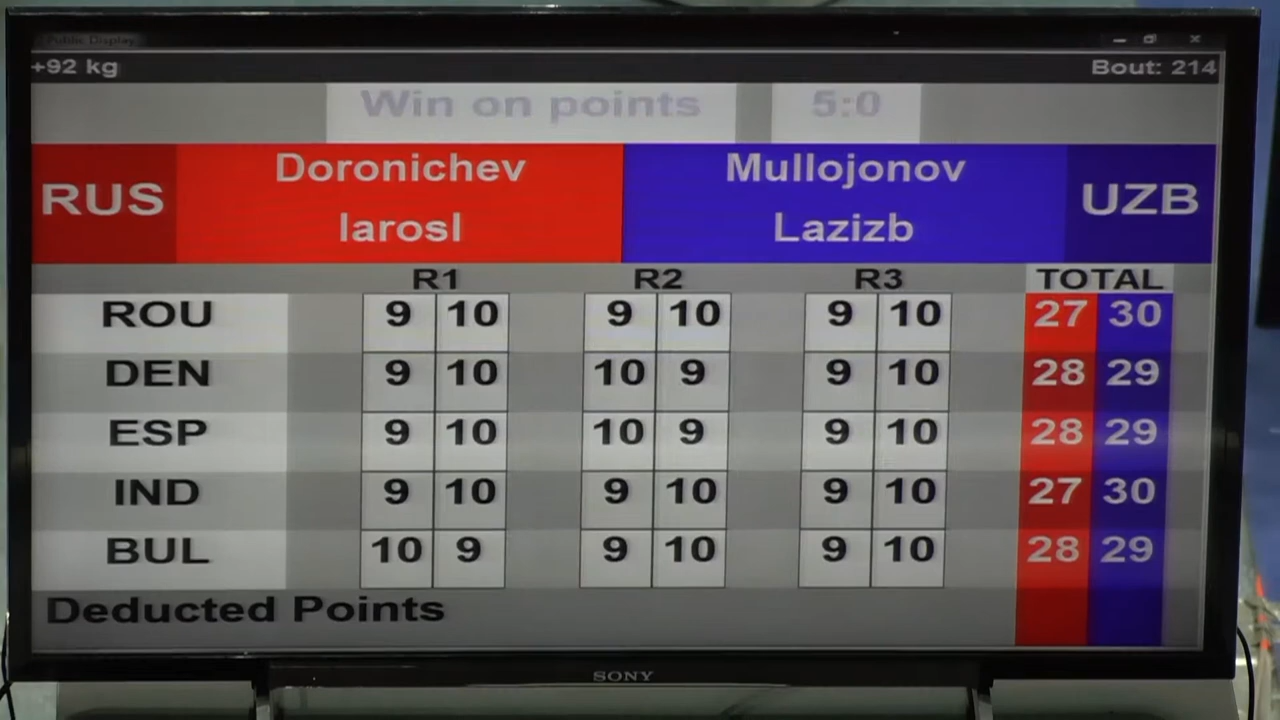 Public Display
+92 kg Bout: 214
Win on points 5:0
RUS Doronichev Iarosl Mullojonov Lazizb UZB
R1 R2 R3 TOTAL
ROU 9 10 9 10 9 10 27 30
DEN 9 10 10 9 9 10 28 29
ESP 9 10 10 9 9 10 28 29
IND 9 10 9 10 9 10 27 30
BUL 10 9 9 10 9 10 28 29
Deducted Points
SONY